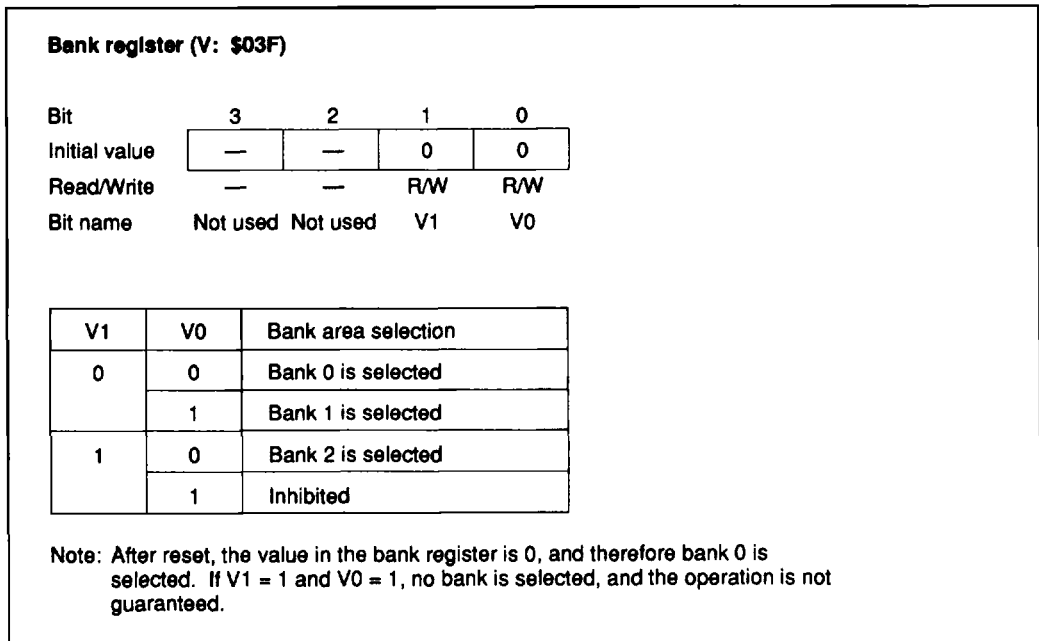 Bank register (V: $03F)
Bit 3 2 1 0
Initial value — — 0 0
Read/Write — — R/W R/W
Bit name Not used Not used V1 V0
V1 V0 Bank area selection
0 0 Bank 0 is selected
1 Bank 1 is selected
1 0 Bank 2 is selected
1 Inhibited
Note: After reset, the value in the bank register is 0, and therefore bank 0 is
selected. If V1 = 1 and V0 = 1, no bank is selected, and the operation is not
guaranteed.